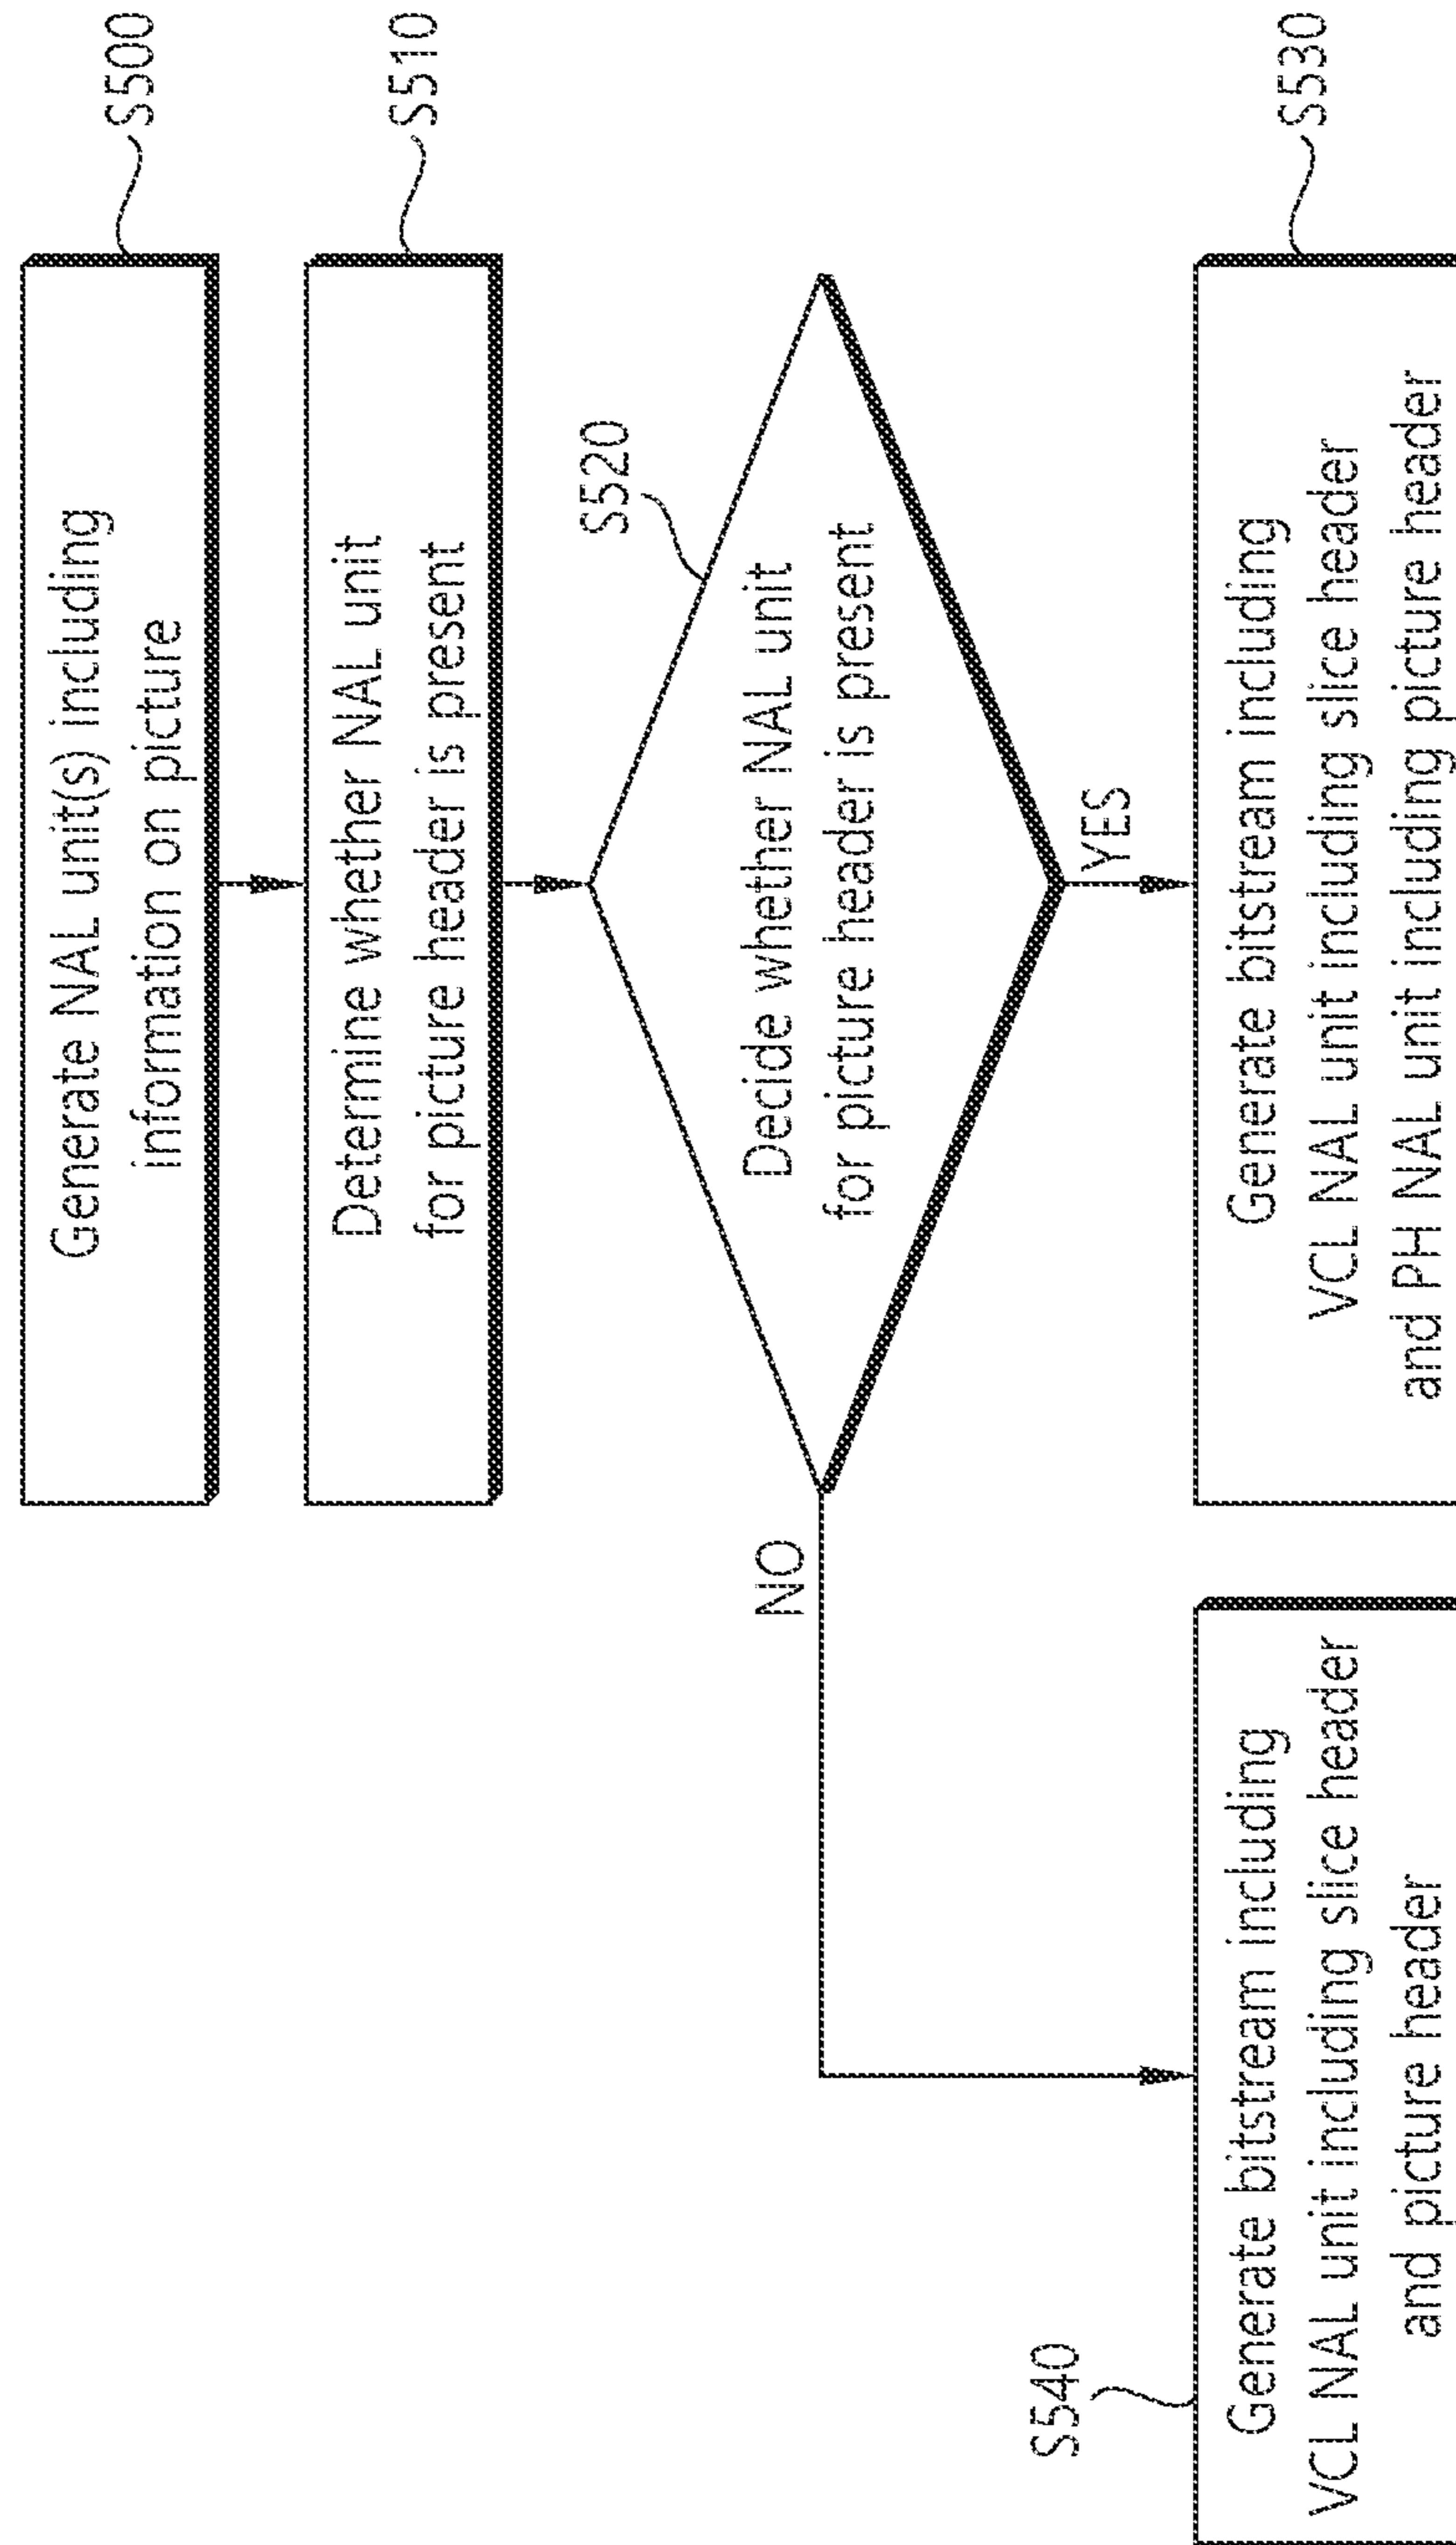 Generate NAL unit(s) including
information on picture
S500
Determine whether NAL unit
for picture header is present
S510
S520
Decide whether NAL unit
for picture header is present
NO
YES
S540
Generate bitstream including
VCL NAL unit including slice header
and picture header
Generate bitstream including
VCL NAL unit including slice header
and PH NAL unit including picture header
S530